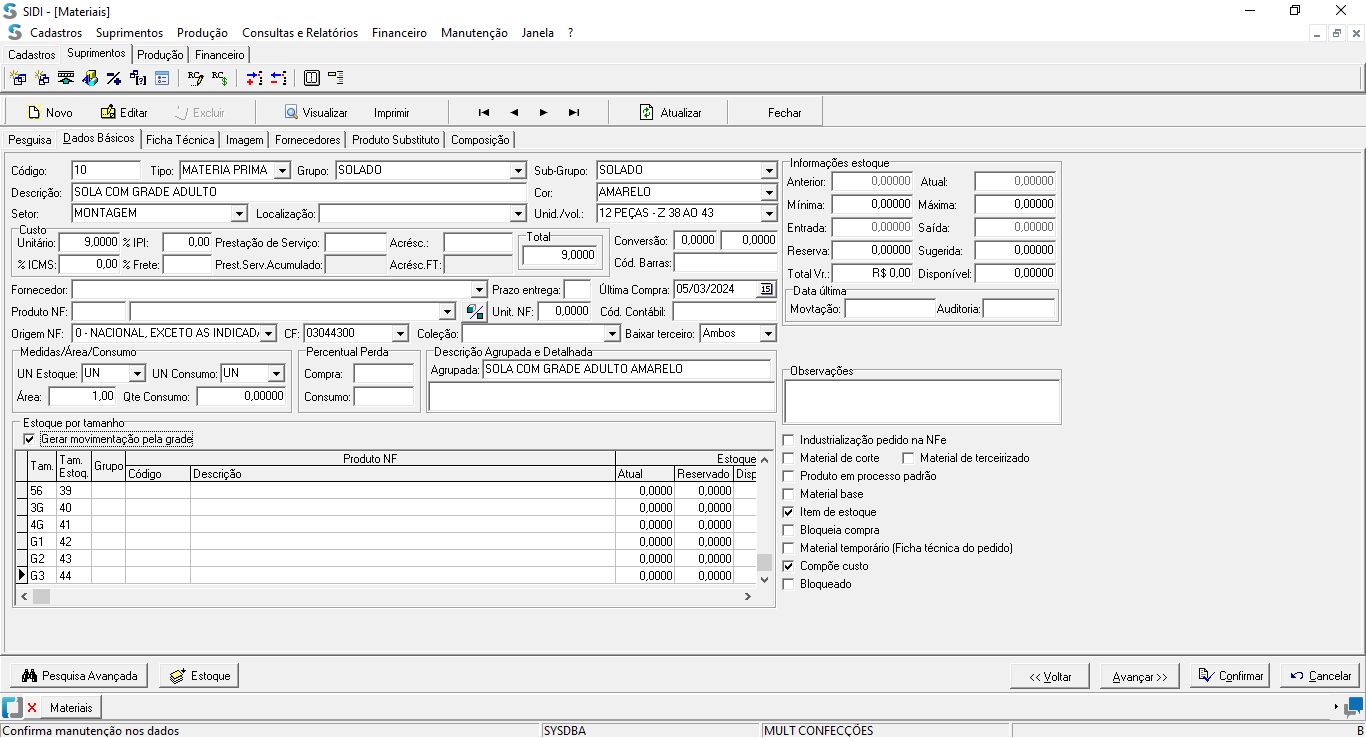 SIDI - [Materiais]
Cadastros Suprimentos Produção Consultas e Relatórios Financeiro Manutenção Janela ?
Cadastros Suprimentos Produção Financeiro
Novo Editar Excluir Visualizar Imprimir Atualizar Fechar
Pesquisa Dados Básicos Ficha Técnica Imagem Fornecedores Produto Substituto Composição
Código: 10 Tipo: MATERIA PRIMA Grupo: SOLADO Sub-Grupo: SOLADO
Descrição: SOLA COM GRADE ADULTO Cor: AMARELO
Setor: MONTAGEM Localização: Unid./vol.: 12 PEÇAS - Z 38 AO 43
Custo
Unitário: 9,0000 % IPI: 0,00 Prestação de Serviço: Acrésc.:
% ICMS: 0,00 % Frete: Prest.Serv.Acumulado: Acrésc.FT:
Total
9,0000
Conversão: 0,0000 0,0000
Cód. Barras:
Fornecedor: Prazo entrega: Última Compra: 05/03/2024 15
Produto NF: Unit. NF: 0,0000 Cód. Contábil:
Origem NF: 0 - NACIONAL, EXCETO AS INDICADA CF: 03044300 Coleção: Baixar terceiro: Ambos
Informações estoque
Anterior: 0,00000 Atual: 0,00000
Mínima: 0,00000 Máxima: 0,00000
Entrada: 0,00000 Saída: 0,00000
Reserva: 0,00000 Sugerida: 0,00000
Total Vr.: R$ 0,00 Disponível: 0,00000
Data última
Movtação: Auditoria:
Medidas/Área/Consumo
UN Estoque: UN UN Consumo: UN
Área: 1,00 Qte Consumo: 0,00000
Percentual Perda
Compra:
Consumo:
Descrição Agrupada e Detalhada
Agrupada: SOLA COM GRADE ADULTO AMARELO
Observações
Estoque por tamanho
Gerar movimentação pela grade
Produto NF Estoque
Tam. Tam. Estoq. Grupo Código Descrição Atual Reservado Disp
56 39 0,0000 0,0000
3G 40 0,0000 0,0000
4G 41 0,0000 0,0000
G1 42 0,0000 0,0000
G2 43 0,0000 0,0000
G3 44 0,0000 0,0000
Industrialização pedido na NFe
Material de corte Material de terceirizado
Produto em processo padrão
Material base
Item de estoque
Bloqueia compra
Material temporário (Ficha técnica do pedido)
Compõe custo
Bloqueado
Pesquisa Avançada Estoque << Voltar Avançar >> Confirmar Cancelar
Materiais
Confirma manutenção nos dados SYSDBA MULT CONFECÇÕES B